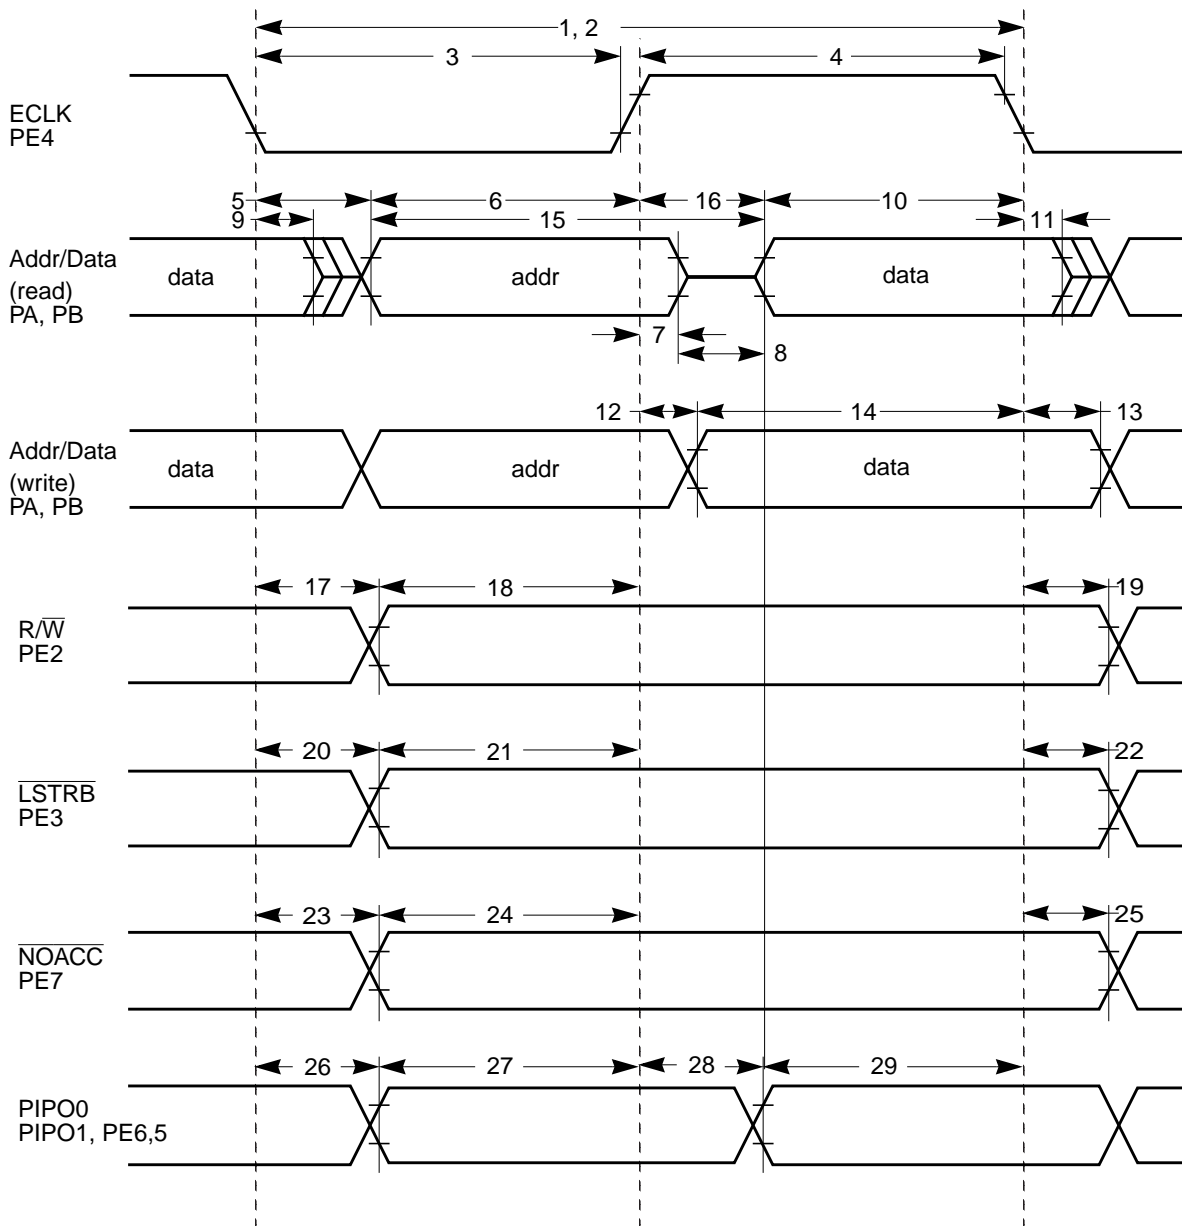 1, 2
3
4
ECLK
PE4
5
6
16
10
9
15
11
Addr/Data
(read)
PA, PB
data
addr
data
7
8
12
14
13
Addr/Data
(write)
PA, PB
data
addr
data
17
18
19
R/W
PE2
20
21
22
LSTRB
PE3
23
24
25
NOACC
PE7
26
27
28
29
PIPO0
PIPO1, PE6,5